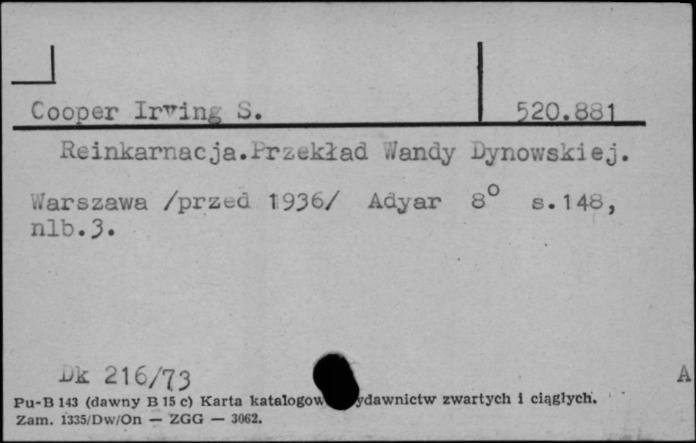 Cooper Irving S. 520.881
Reinkarnacja.Przekład Wandy Dynowskiej.
Warszawa /przed 1936/ Adyar 8° s.148,
nlb.3.
Dk 216/73 A
Pu-B 143 (dawny B 15 c) Karta katalogow ydawnictw zwartych i ciągłych.
Zam. 1335/Dw/On — ZGG — 3062.